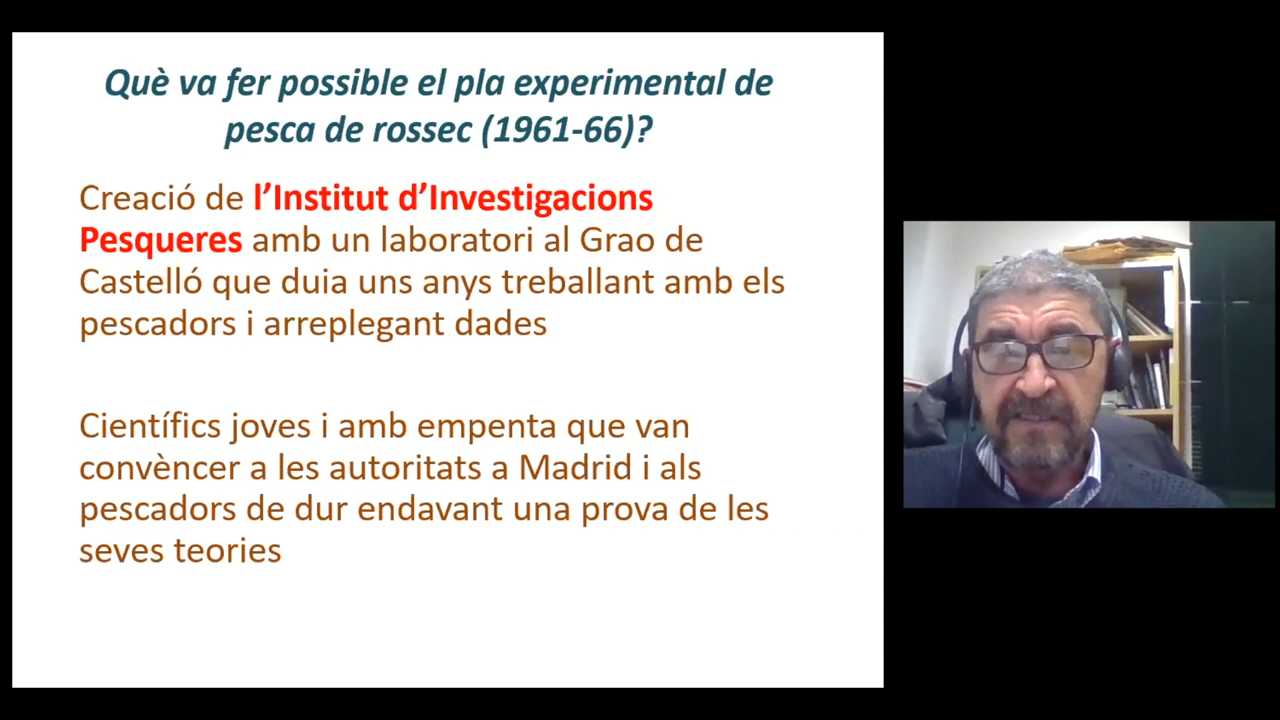 Què va fer possible el pla experimental de
pesca de rossec (1961-66)?
Creació de l’Institut d’Investigacions
Pesqueres amb un laboratori al Grao de
Castelló que duia uns anys treballant amb els
pescadors i arreplegant dades
Científics joves i amb empenta que van
convèncer a les autoritats a Madrid i als
pescadors de dur endavant una prova de les
seves teories